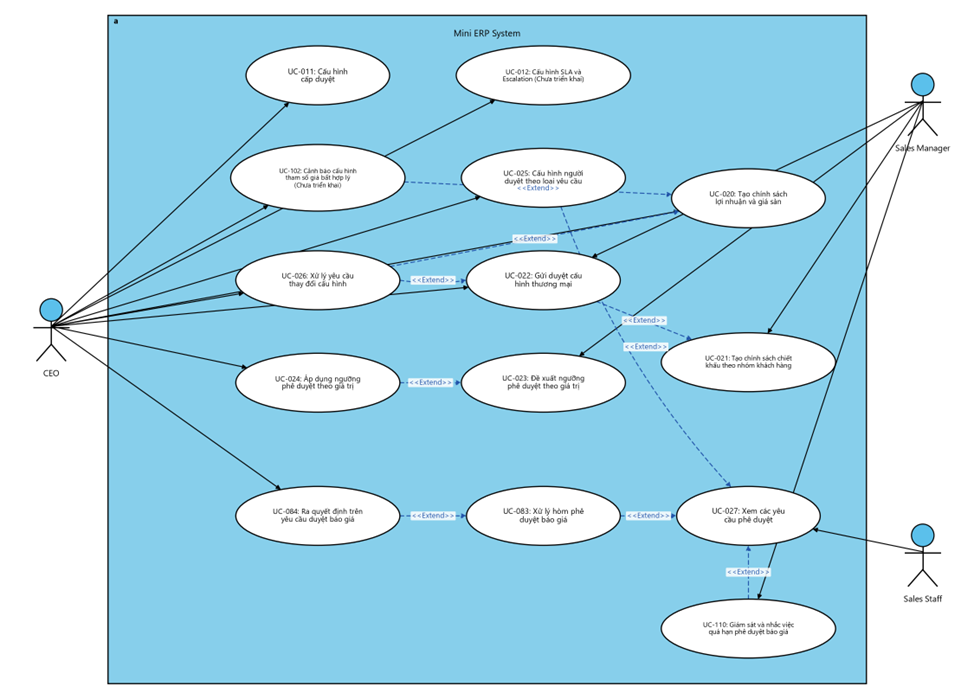 a
Mini ERP System
UC-011: Cấu hình
cấp duyệt
UC-012: Cấu hình SLA và
Escalation (Chưa triển khai)
Sales Manager
UC-102: Cảnh báo cấu hình
tham số giá bất hợp lý
(Chưa triển khai)
UC-025: Cấu hình người
duyệt theo loại yêu cầu
<<Extend>>
UC-020: Tạo chính sách
lợi nhuận và giá sàn
<<Extend>>
UC-026: Xử lý yêu cầu
thay đổi cấu hình
<<Extend>>
UC-022: Gửi duyệt cấu
hình thương mại
<<Extend>>
<<Extend>>
UC-021: Tạo chính sách chiết
khấu theo nhóm khách hàng
CEO
UC-024: Áp dụng ngưỡng
phê duyệt theo giá trị
<<Extend>>
UC-023: Đề xuất ngưỡng
phê duyệt theo giá trị
UC-084: Ra quyết định trên
yêu cầu duyệt báo giá
<<Extend>>
UC-083: Xử lý hòm phê
duyệt báo giá
<<Extend>>
UC-027: Xem các yêu
cầu phê duyệt
<<Extend>>
Sales Staff
UC-110: Giám sát và nhắc việc
quá hạn phê duyệt báo giá